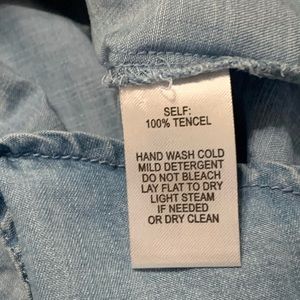 SELF:
100% TENCEL
HAND WASH COLD
MILD DETERGENT
DO NOT BLEACH
LAY FLAT TO DRY
LIGHT STEAM
IF NEEDED
OR DRY CLEAN